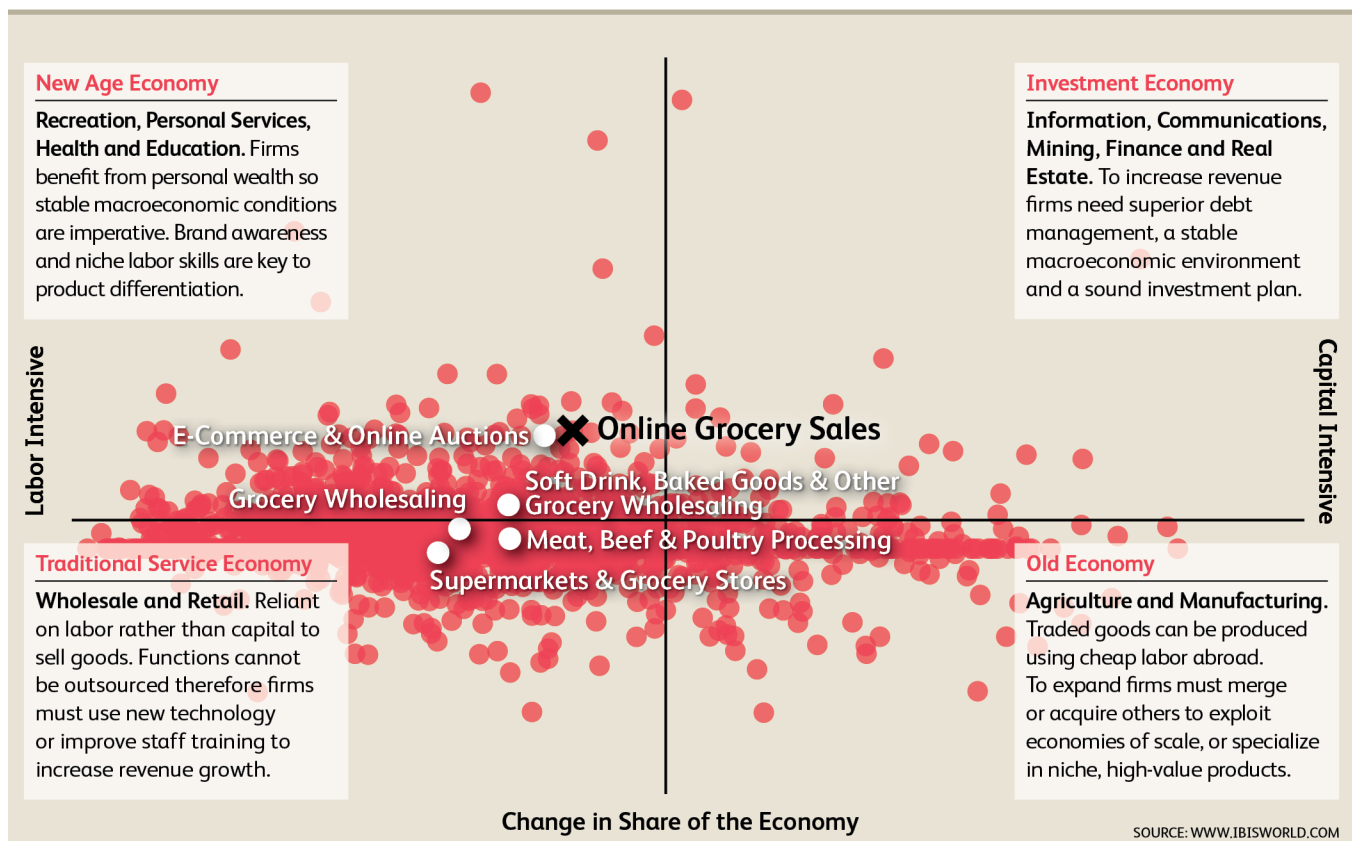 New Age Economy
Recreation, Personal Services,
Health and Education. Firms
benefit from personal wealth so
stable macroeconomic conditions
are imperative. Brand awareness
and niche labor skills are key to
product differentiation.
Investment Economy
Information, Communications,
Mining, Finance and Real
Estate. To increase revenue
firms need superior debt
management, a stable
macroeconomic environment
and a sound investment plan.
Labor Intensive
Capital Intensive
E-Commerce & Online Auctions
Online Grocery Sales
Grocery Wholesaling
Soft Drink, Baked Goods & Other
Grocery Wholesaling
Meat, Beef & Poultry Processing
Supermarkets & Grocery Stores
Traditional Service Economy
Wholesale and Retail. Reliant
on labor rather than capital to
sell goods. Functions cannot
be outsourced therefore firms
must use new technology
or improve staff training to
increase revenue growth.
Old Economy
Agriculture and Manufacturing.
Traded goods can be produced
using cheap labor abroad.
To expand firms must merge
or acquire others to exploit
economies of scale, or specialize
in niche, high-value products.
Change in Share of the Economy
SOURCE: WWW.IBISWORLD.COM